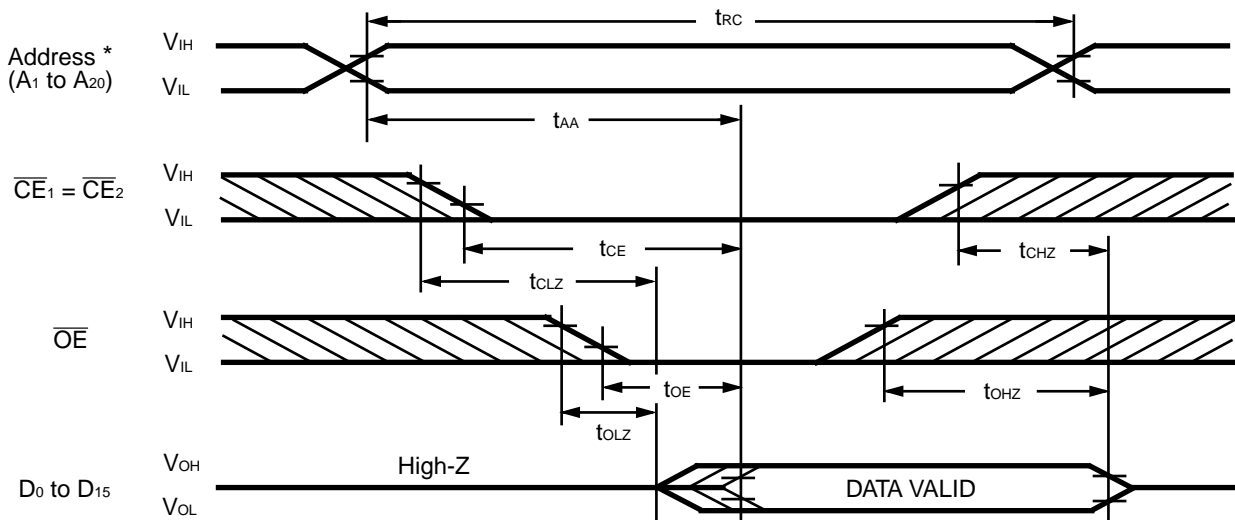 tRC
Address *
(A1 to A20)
VIH
VIL
tAA
CE1 = CE2
VIH
VIL
tCE
tCHZ
tCLZ
OE
VIH
VIL
tOE
tOHZ
tOLZ
D0 to D15
VOH
VOL
High-Z
DATA VALID